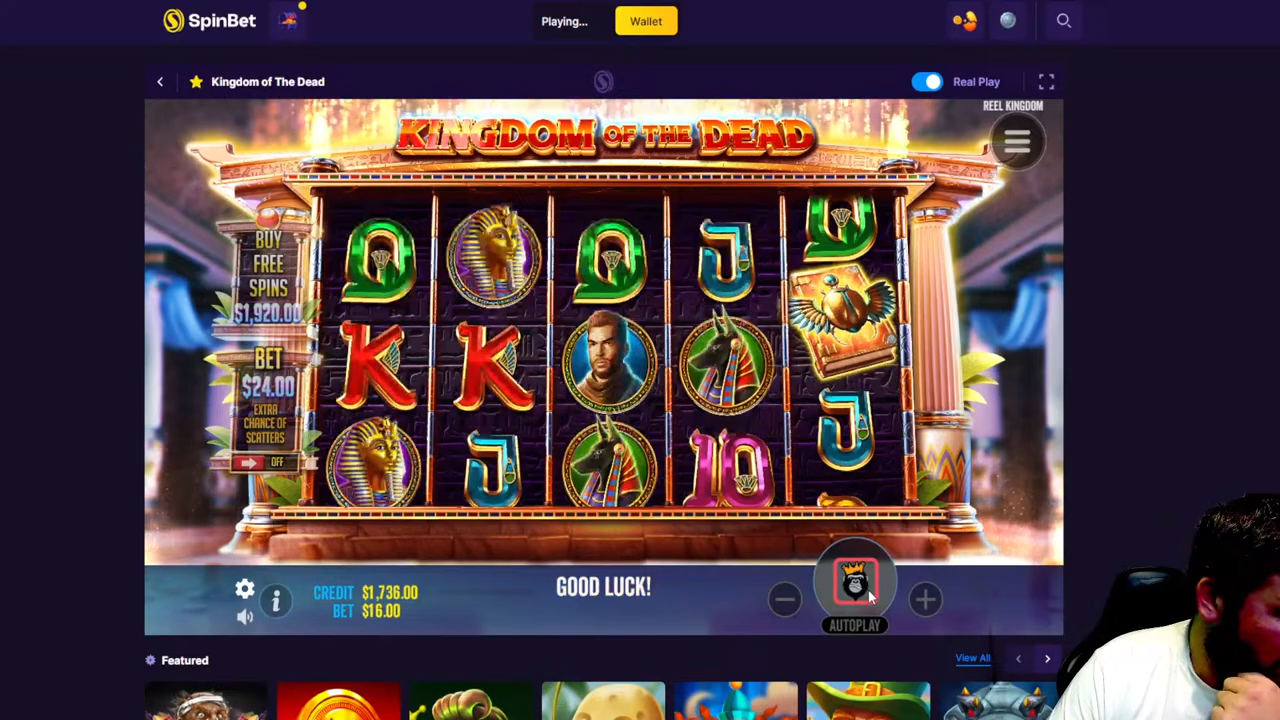 SpinBet
Playing...
Wallet
Kingdom of The Dead
Real Play
REEL KINGDOM
KINGDOM OF THE DEAD
BUY
FREE
SPINS
$1,920.00
BET
$24.00
EXTRA
CHANCE OF
SCATTERS
OFF
Q
Q
J
Q
K
K
J
J
10
GOOD LUCK!
CREDIT $1,736.00
BET $16.00
AUTOPLAY
Featured
View All